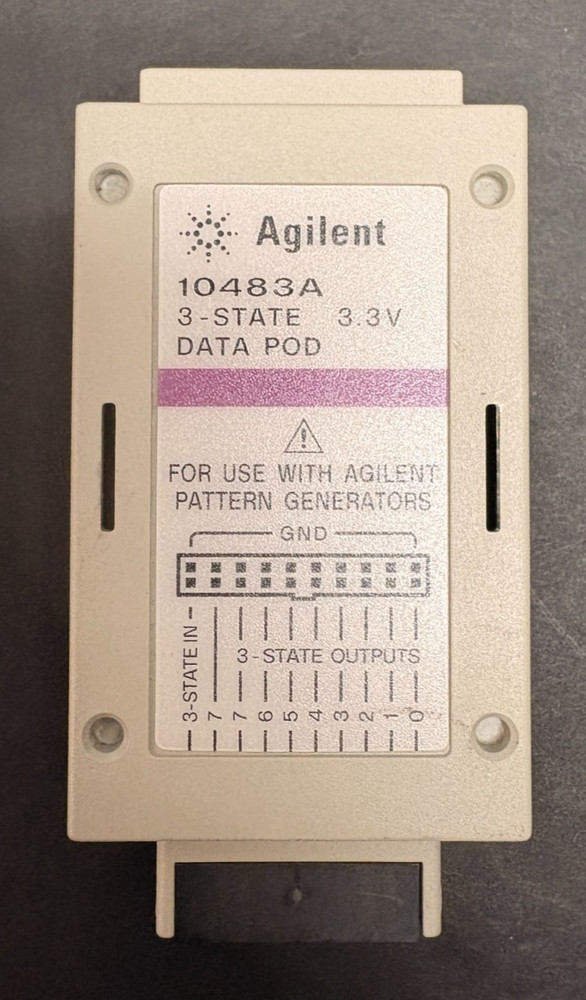 Agilent
10483A
3-STATE 3.3V
DATA POD
FOR USE WITH AGILENT
PATTERN GENERATORS
GND
3-STATE IN
3-STATE OUTPUTS
7 7 6 5 4 3 2 1 0